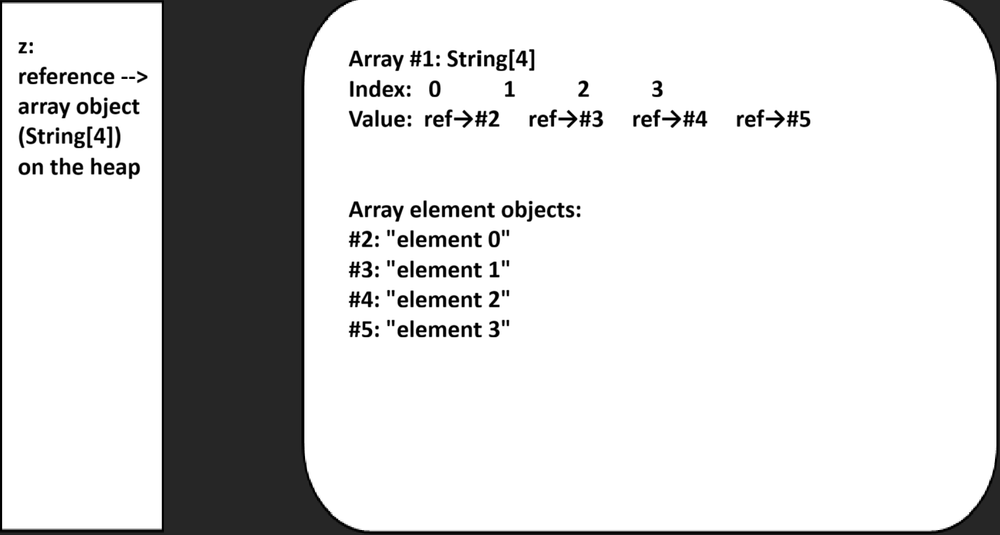 z:
reference -->
array object
(String[4])
on the heap
Array #1: String[4]
Index: 0 1 2 3
Value: ref→#2 ref→#3 ref→#4 ref→#5
Array element objects:
#2: "element 0"
#3: "element 1"
#4: "element 2"
#5: "element 3"